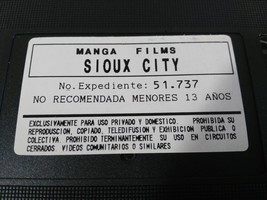 MANGA FILMS
SIOUX CITY
No. Expediente: 51.737
NO RECOMENDADA MENORES 13 AÑOS
EXCLUSIVAMENTE PARA USO PRIVADO Y DOMESTICO. PROHIBIDA SU
REPRODUCCION, COPIADO, TELEDIFUSION Y EXHIBICION PUBLICA O
COLECTIVA. PROHIBIDO TERMINANTEMENTE SU USO EN CIRCUITOS
CERRADOS, VIDEOS COMUNITARIOS O SIMILARES